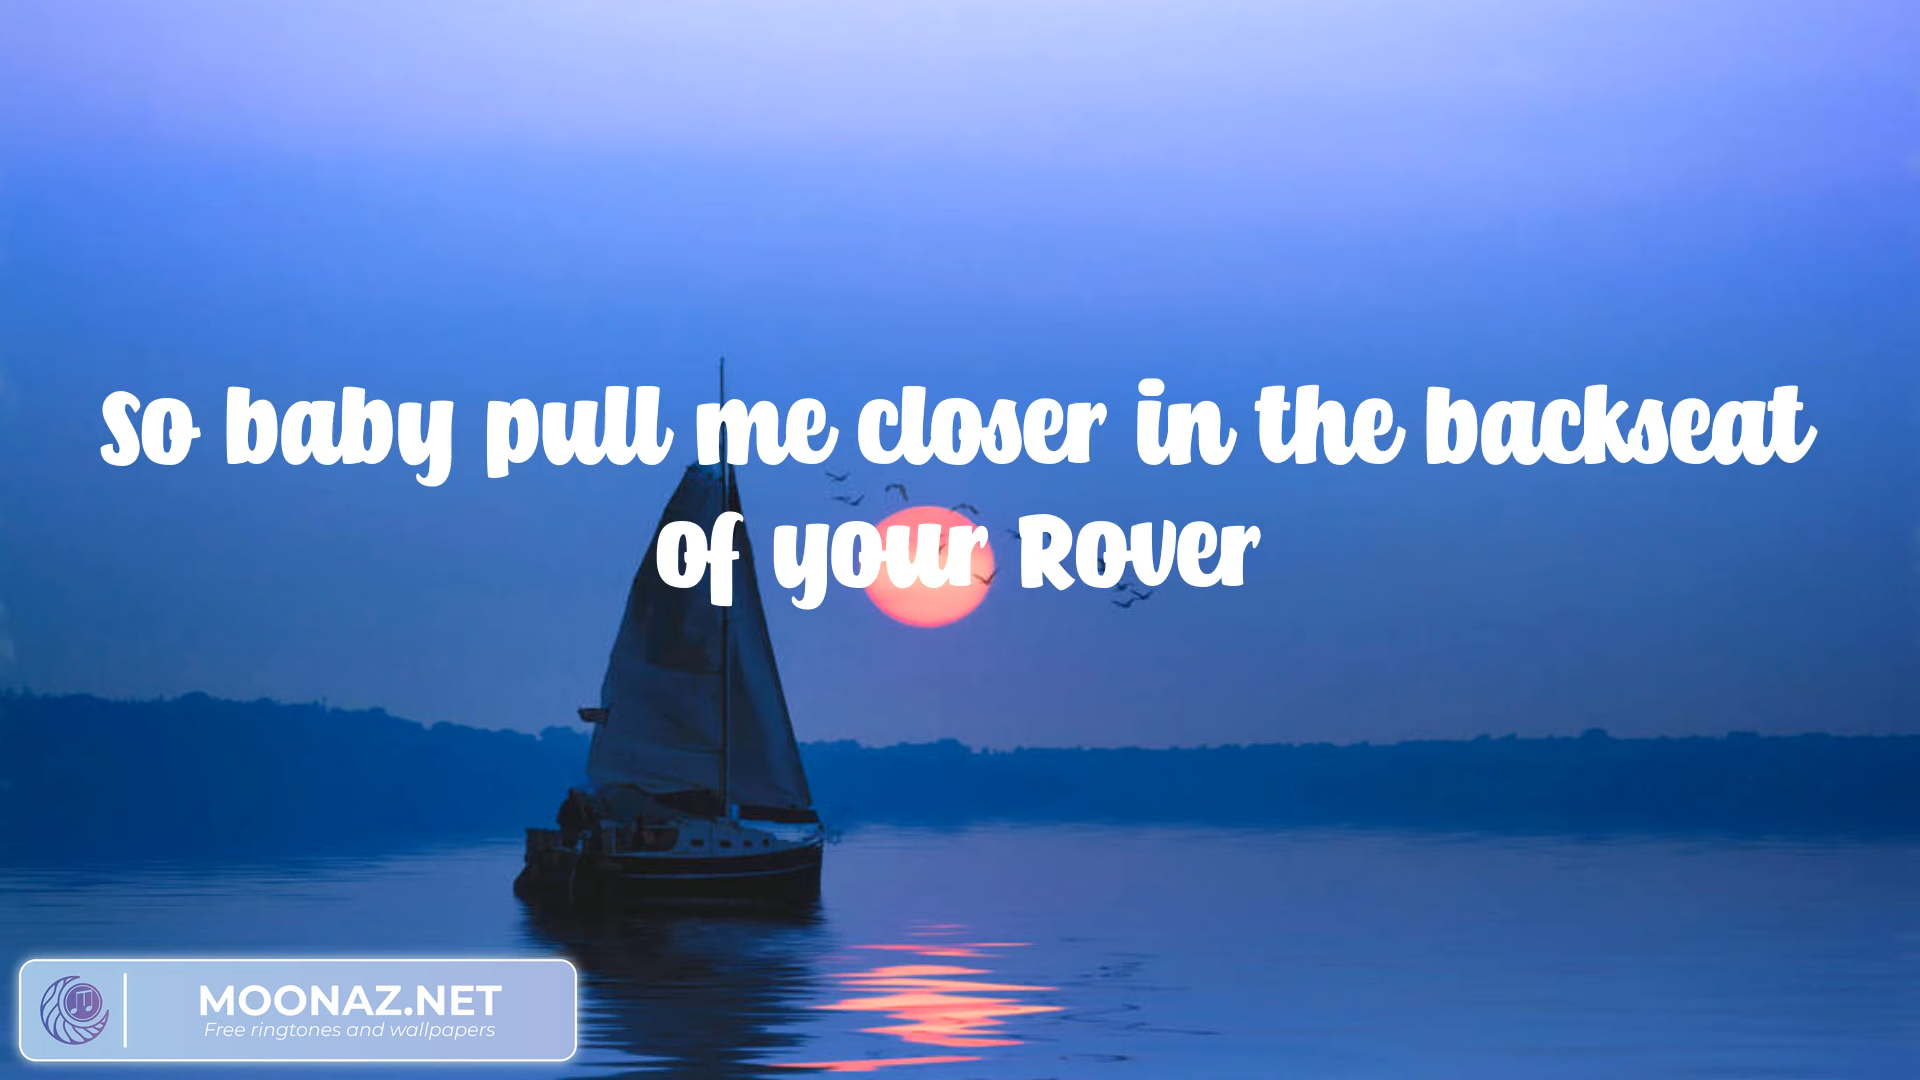 So baby pull me closer in the backseat
of your Rover
MOONAZ.NET
Free ringtones and wallpapers